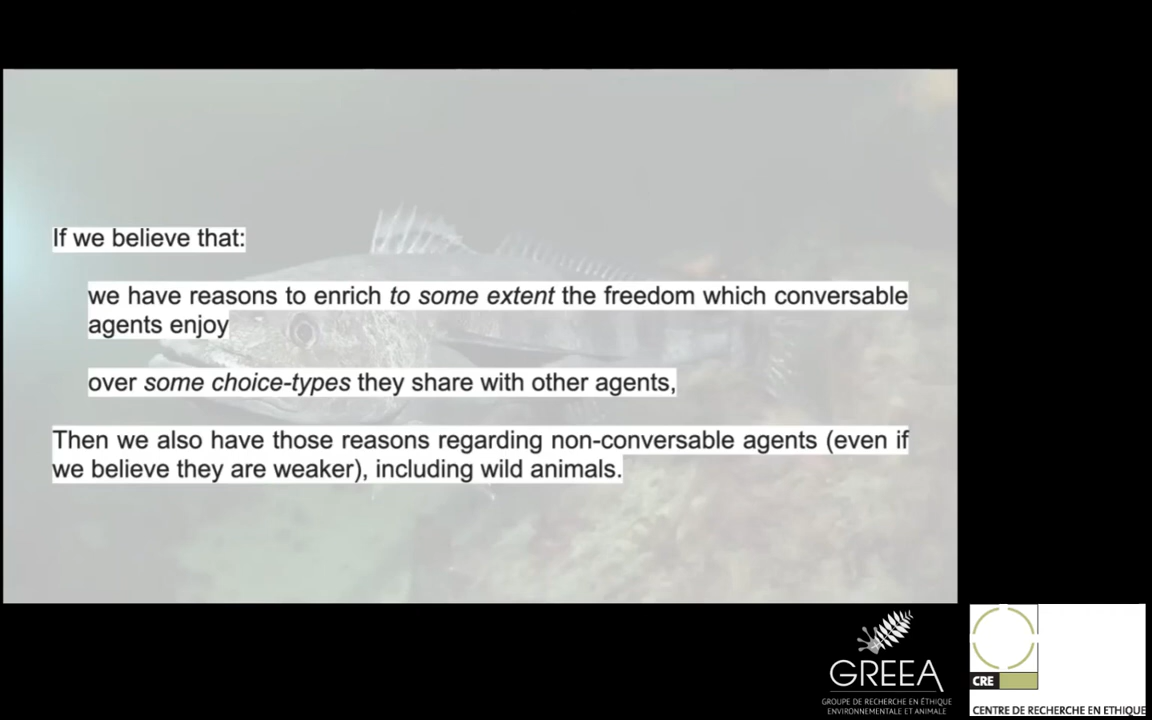 If we believe that:
we have reasons to enrich to some extent the freedom which conversable
agents enjoy
over some choice-types they share with other agents,
Then we also have those reasons regarding non-conversable agents (even if
we believe they are weaker), including wild animals.
GREEA
GROUPE DE RECHERCHE EN ÉTHIQUE
ENVIRONNEMENTALE ET ANIMALE
CRE
CENTRE DE RECHERCHE EN ETHIQUE